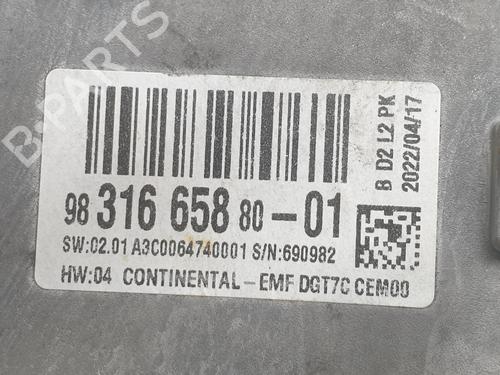 B-PARTS
98 316 658 80-01
SW:02.01 A3C0064740001 S/N:690982
HW:04 CONTINENTAL-EMF DGT7C CEM00
B D2 L2 PK
2022/04/17